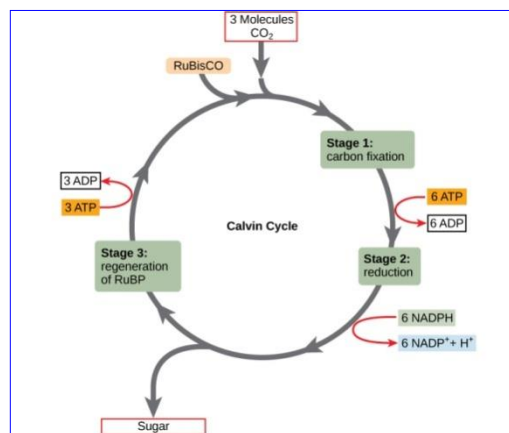 3 Molecules
CO₂
RuBisCO
Stage 1:
carbon fixation
3 ADP
3 ATP
6 ATP
6 ADP
Calvin Cycle
Stage 3:
regeneration
of RuBP
Stage 2:
reduction
6 NADPH
6 NADP⁺+ H⁺
Sugar